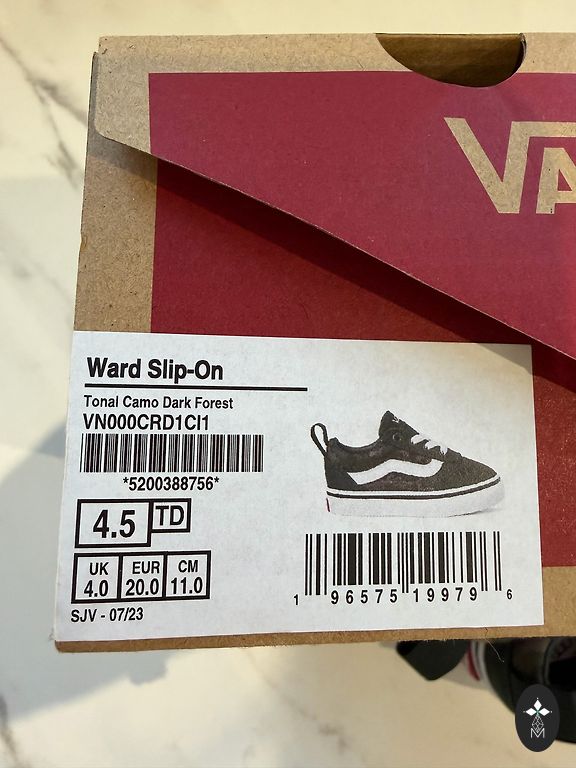 VA
Ward Slip-On
Tonal Camo Dark Forest
VN000CRD1CI1
*5200388756*
4.5 TD
UK EUR CM
4.0 20.0 11.0
SJV - 07/23
1 96575 19979 6
M